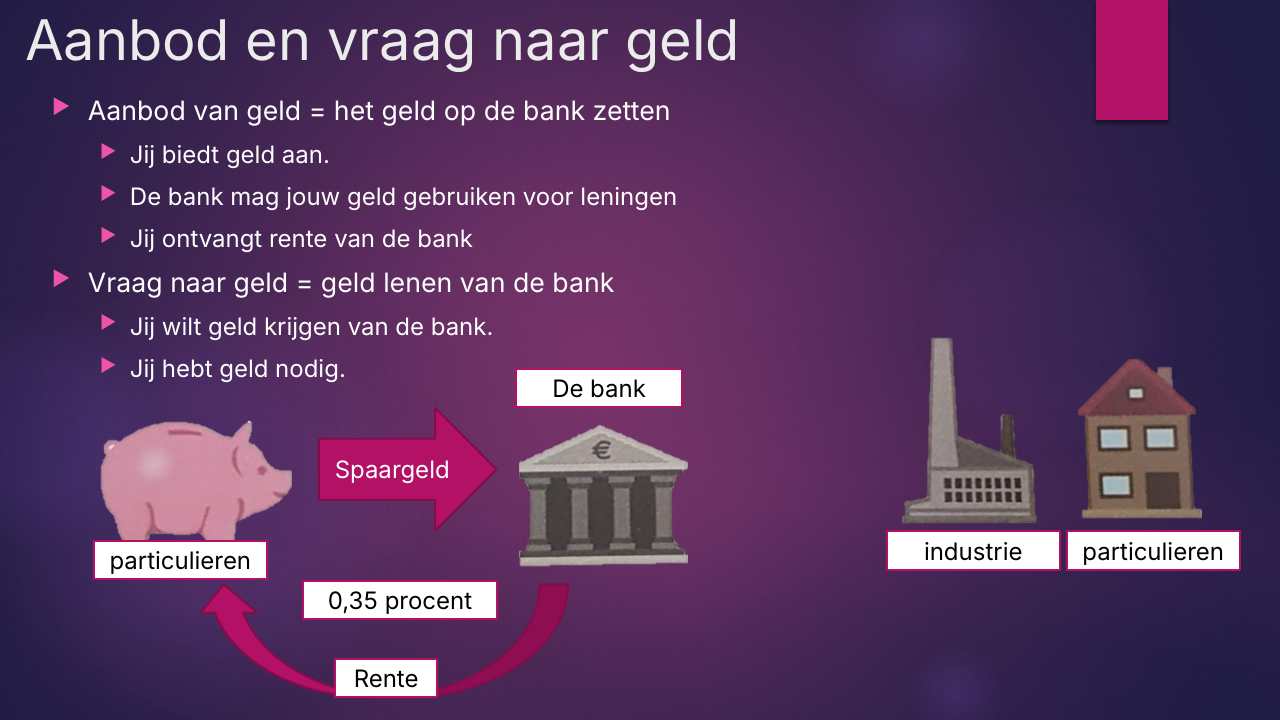 Aanbod en vraag naar geld
Aanbod van geld = het geld op de bank zetten
Jij biedt geld aan.
De bank mag jouw geld gebruiken voor leningen
Jij ontvangt rente van de bank
Vraag naar geld = geld lenen van de bank
Jij wilt geld krijgen van de bank.
Jij hebt geld nodig.
De bank
€
Spaargeld
particulieren
industrie
particulieren
0,35 procent
Rente